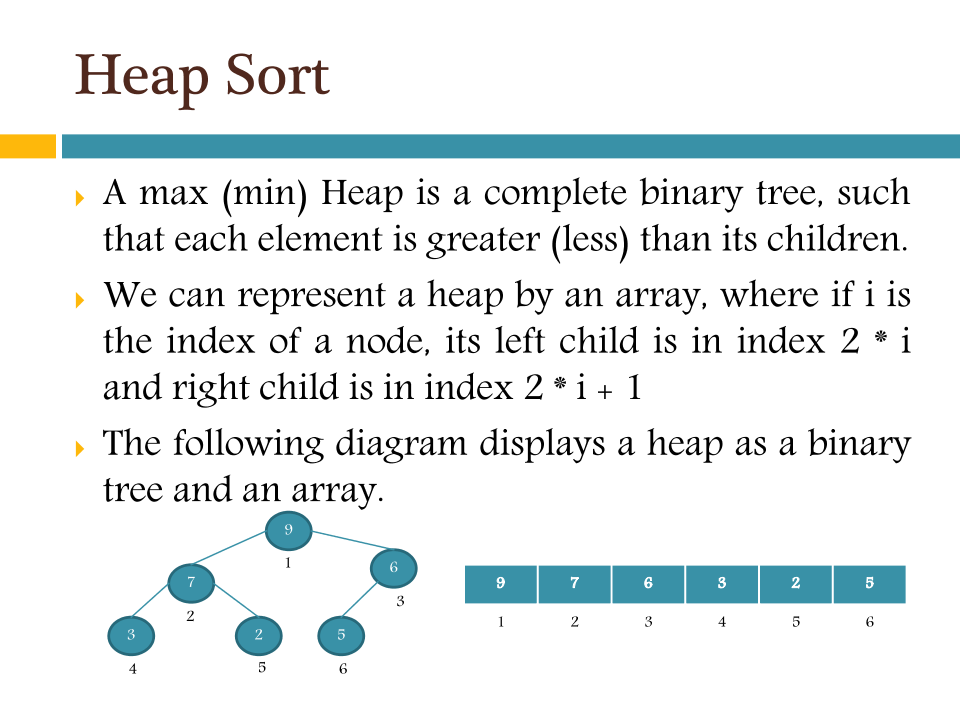 Heap Sort
A max (min) Heap is a complete binary tree, such
that each element is greater (less) than its children.
We can represent a heap by an array, where if i is
the index of a node, its left child is in index 2 * i
and right child is in index 2 * i + 1
The following diagram displays a heap as a binary
tree and an array.
9
1
7
2
6
3
3
4
2
5
5
6
9 7 6 3 2 5
1 2 3 4 5 6